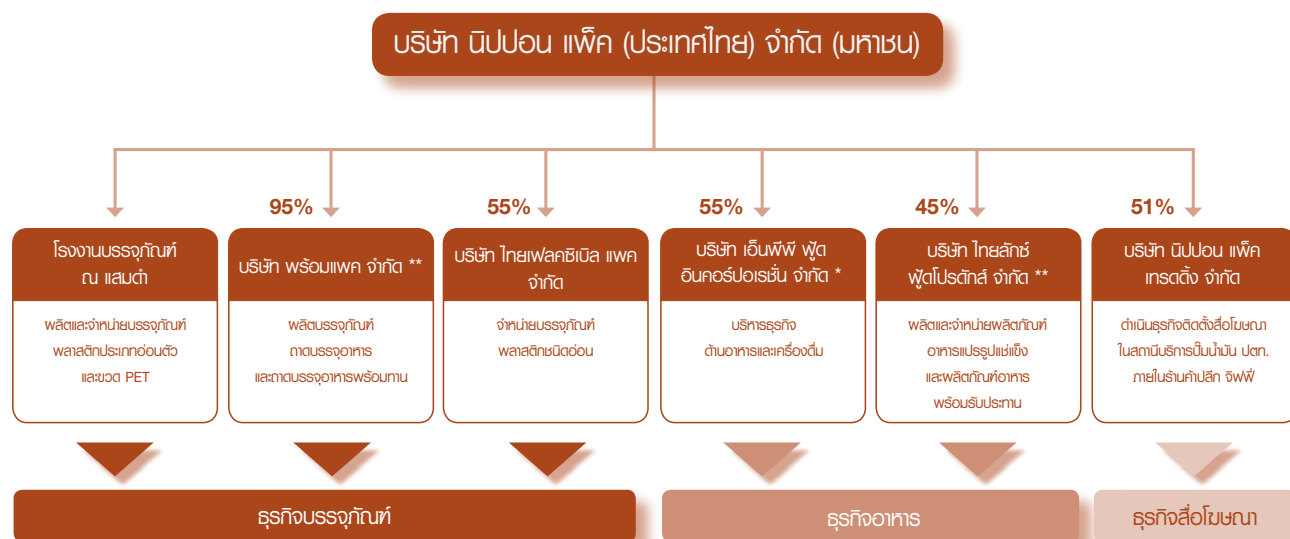 บริษัท นิปปอน แพ็ค (ประเทศไทย) จำกัด (มหาชน)
95%
55%
55%
45%
51%
โรงงานบรรจุภัณฑ์
ณ แสมดำ
ผลิตและจำหน่ายบรรจุภัณฑ์
พลาสติกประเภทอ่อนตัว
และขวด PET
บริษัท พร้อมแพค จำกัด **
ผลิตบรรจุภัณฑ์
ถาดบรรจุอาหาร
และถาดบรรจุอาหารพร้อมทาน
บริษัท ไทยเฟลคซิเบิล แพค
จำกัด
จำหน่ายบรรจุภัณฑ์
พลาสติกชนิดอ่อน
บริษัท เอ็นพีพี ฟู้ด
อินคอร์ปอเรชั่น จำกัด *
บริหารธุรกิจ
ด้านอาหารและเครื่องดื่ม
บริษัท ไทยลักซ์
ฟู้ดโปรดักส์ จำกัด **
ผลิตและจำหน่ายผลิตภัณฑ์
อาหารแปรรูปแช่แข็ง
และผลิตภัณฑ์อาหาร
พร้อมรับประทาน
บริษัท นิปปอน แพ็ค
เทรดดิ้ง จำกัด
ดำเนินธุรกิจติดตั้งสื่อโฆษณา
ในสถานีบริการปั๊มน้ำมัน ปตท.
ภายในร้านค้าปลีก จิฟฟี่
ธุรกิจบรรจุภัณฑ์
ธุรกิจอาหาร
ธุรกิจสื่อโฆษณา